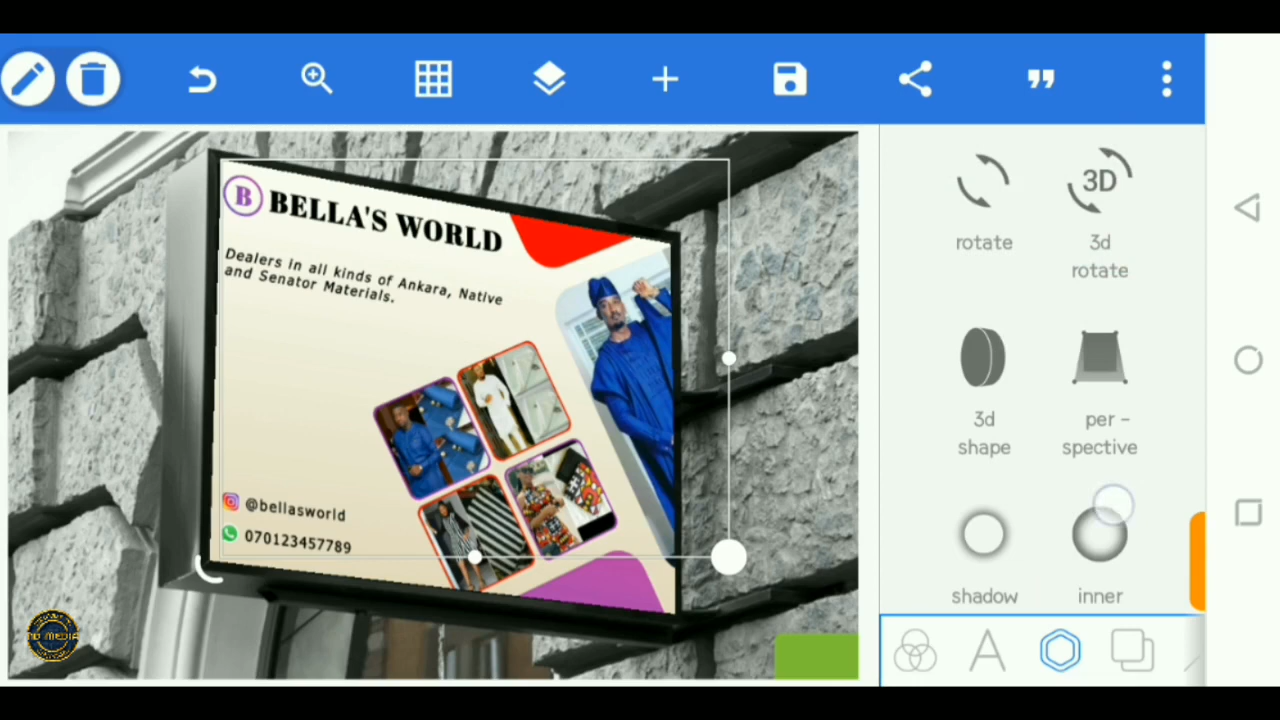 B
BELLA'S WORLD
Dealers in all kinds of Ankara, Native
and Senator Materials.
@bellasworld
070123457789
3D
rotate
3d
rotate
3d
shape
per -
spective
shadow
inner
A
MEDIA